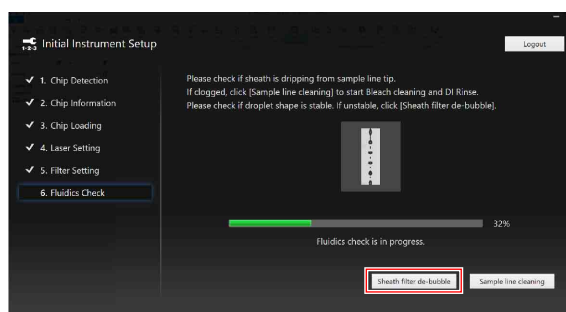 1-2-3 Initial Instrument Setup
Logout
✔ 1. Chip Detection
✔ 2. Chip Information
✔ 3. Chip Loading
✔ 4. Laser Setting
✔ 5. Filter Setting
6. Fluidics Check
Please check if sheath is dripping from sample line tip.
If clogged, click [Sample line cleaning] to start Bleach cleaning and DI Rinse.
Please check if droplet shape is stable. If unstable, click [Sheath filter de-bubble].
32%
Fluidics check is in progress.
Sheath filter de-bubble
Sample line cleaning